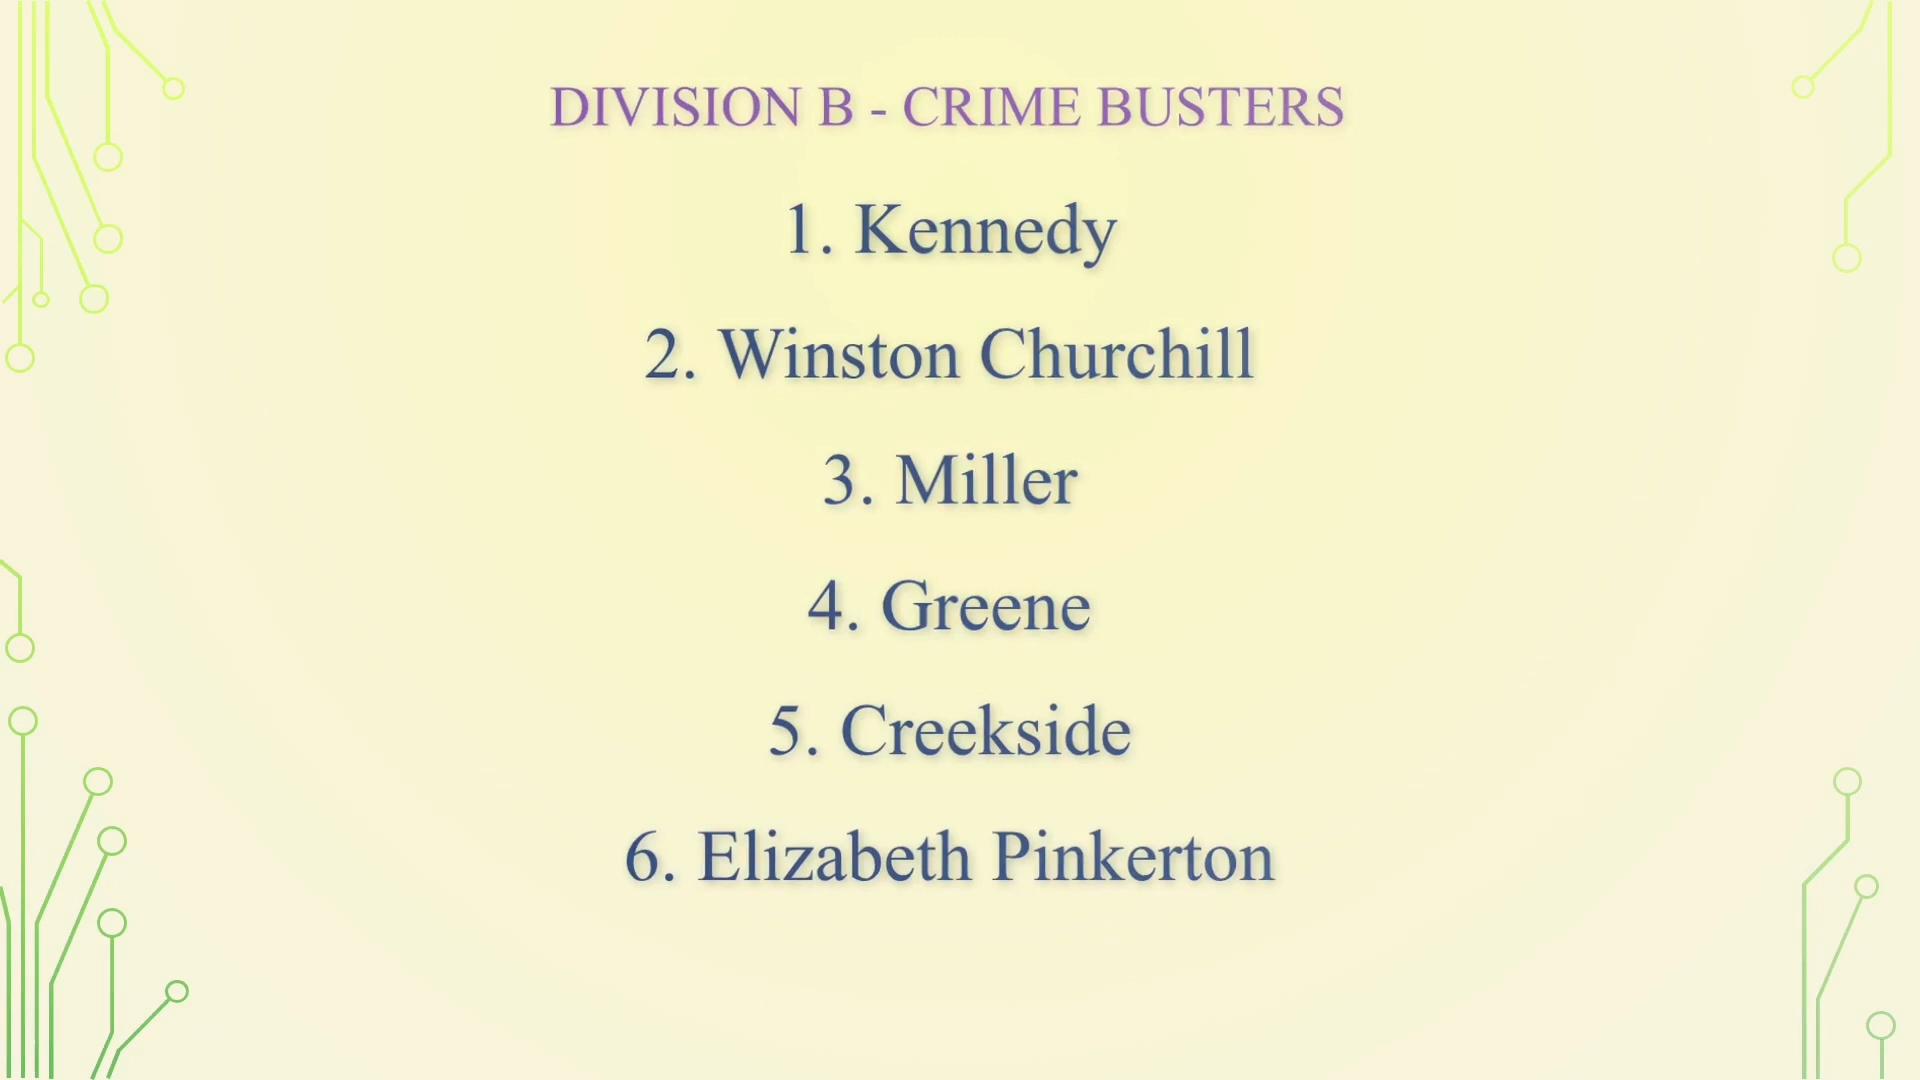 DIVISION B - CRIME BUSTERS
1. Kennedy
2. Winston Churchill
3. Miller
4. Greene
5. Creekside
6. Elizabeth Pinkerton